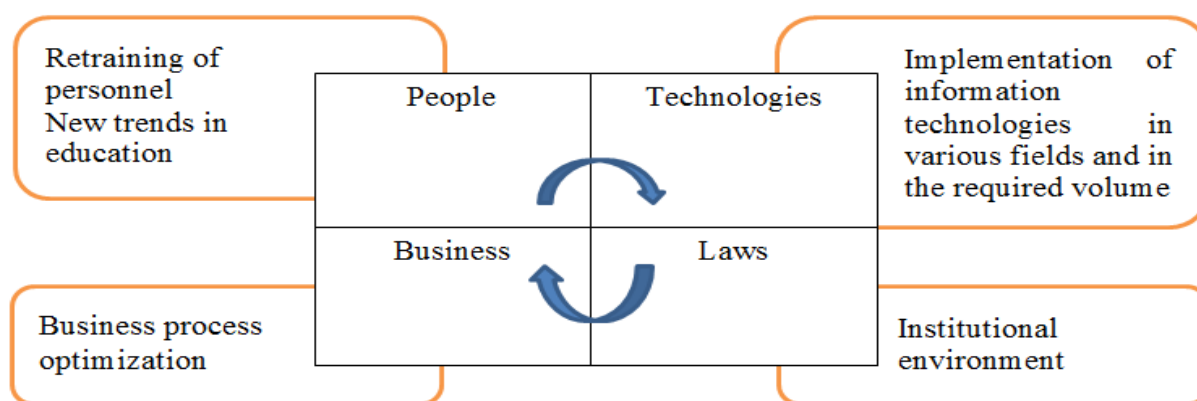 Retraining of
personnel
New trends in
education
People
Technologies
Implementation of
information
technologies in
various fields and in
the required volume
Business
Laws
Business process
optimization
Institutional
environment